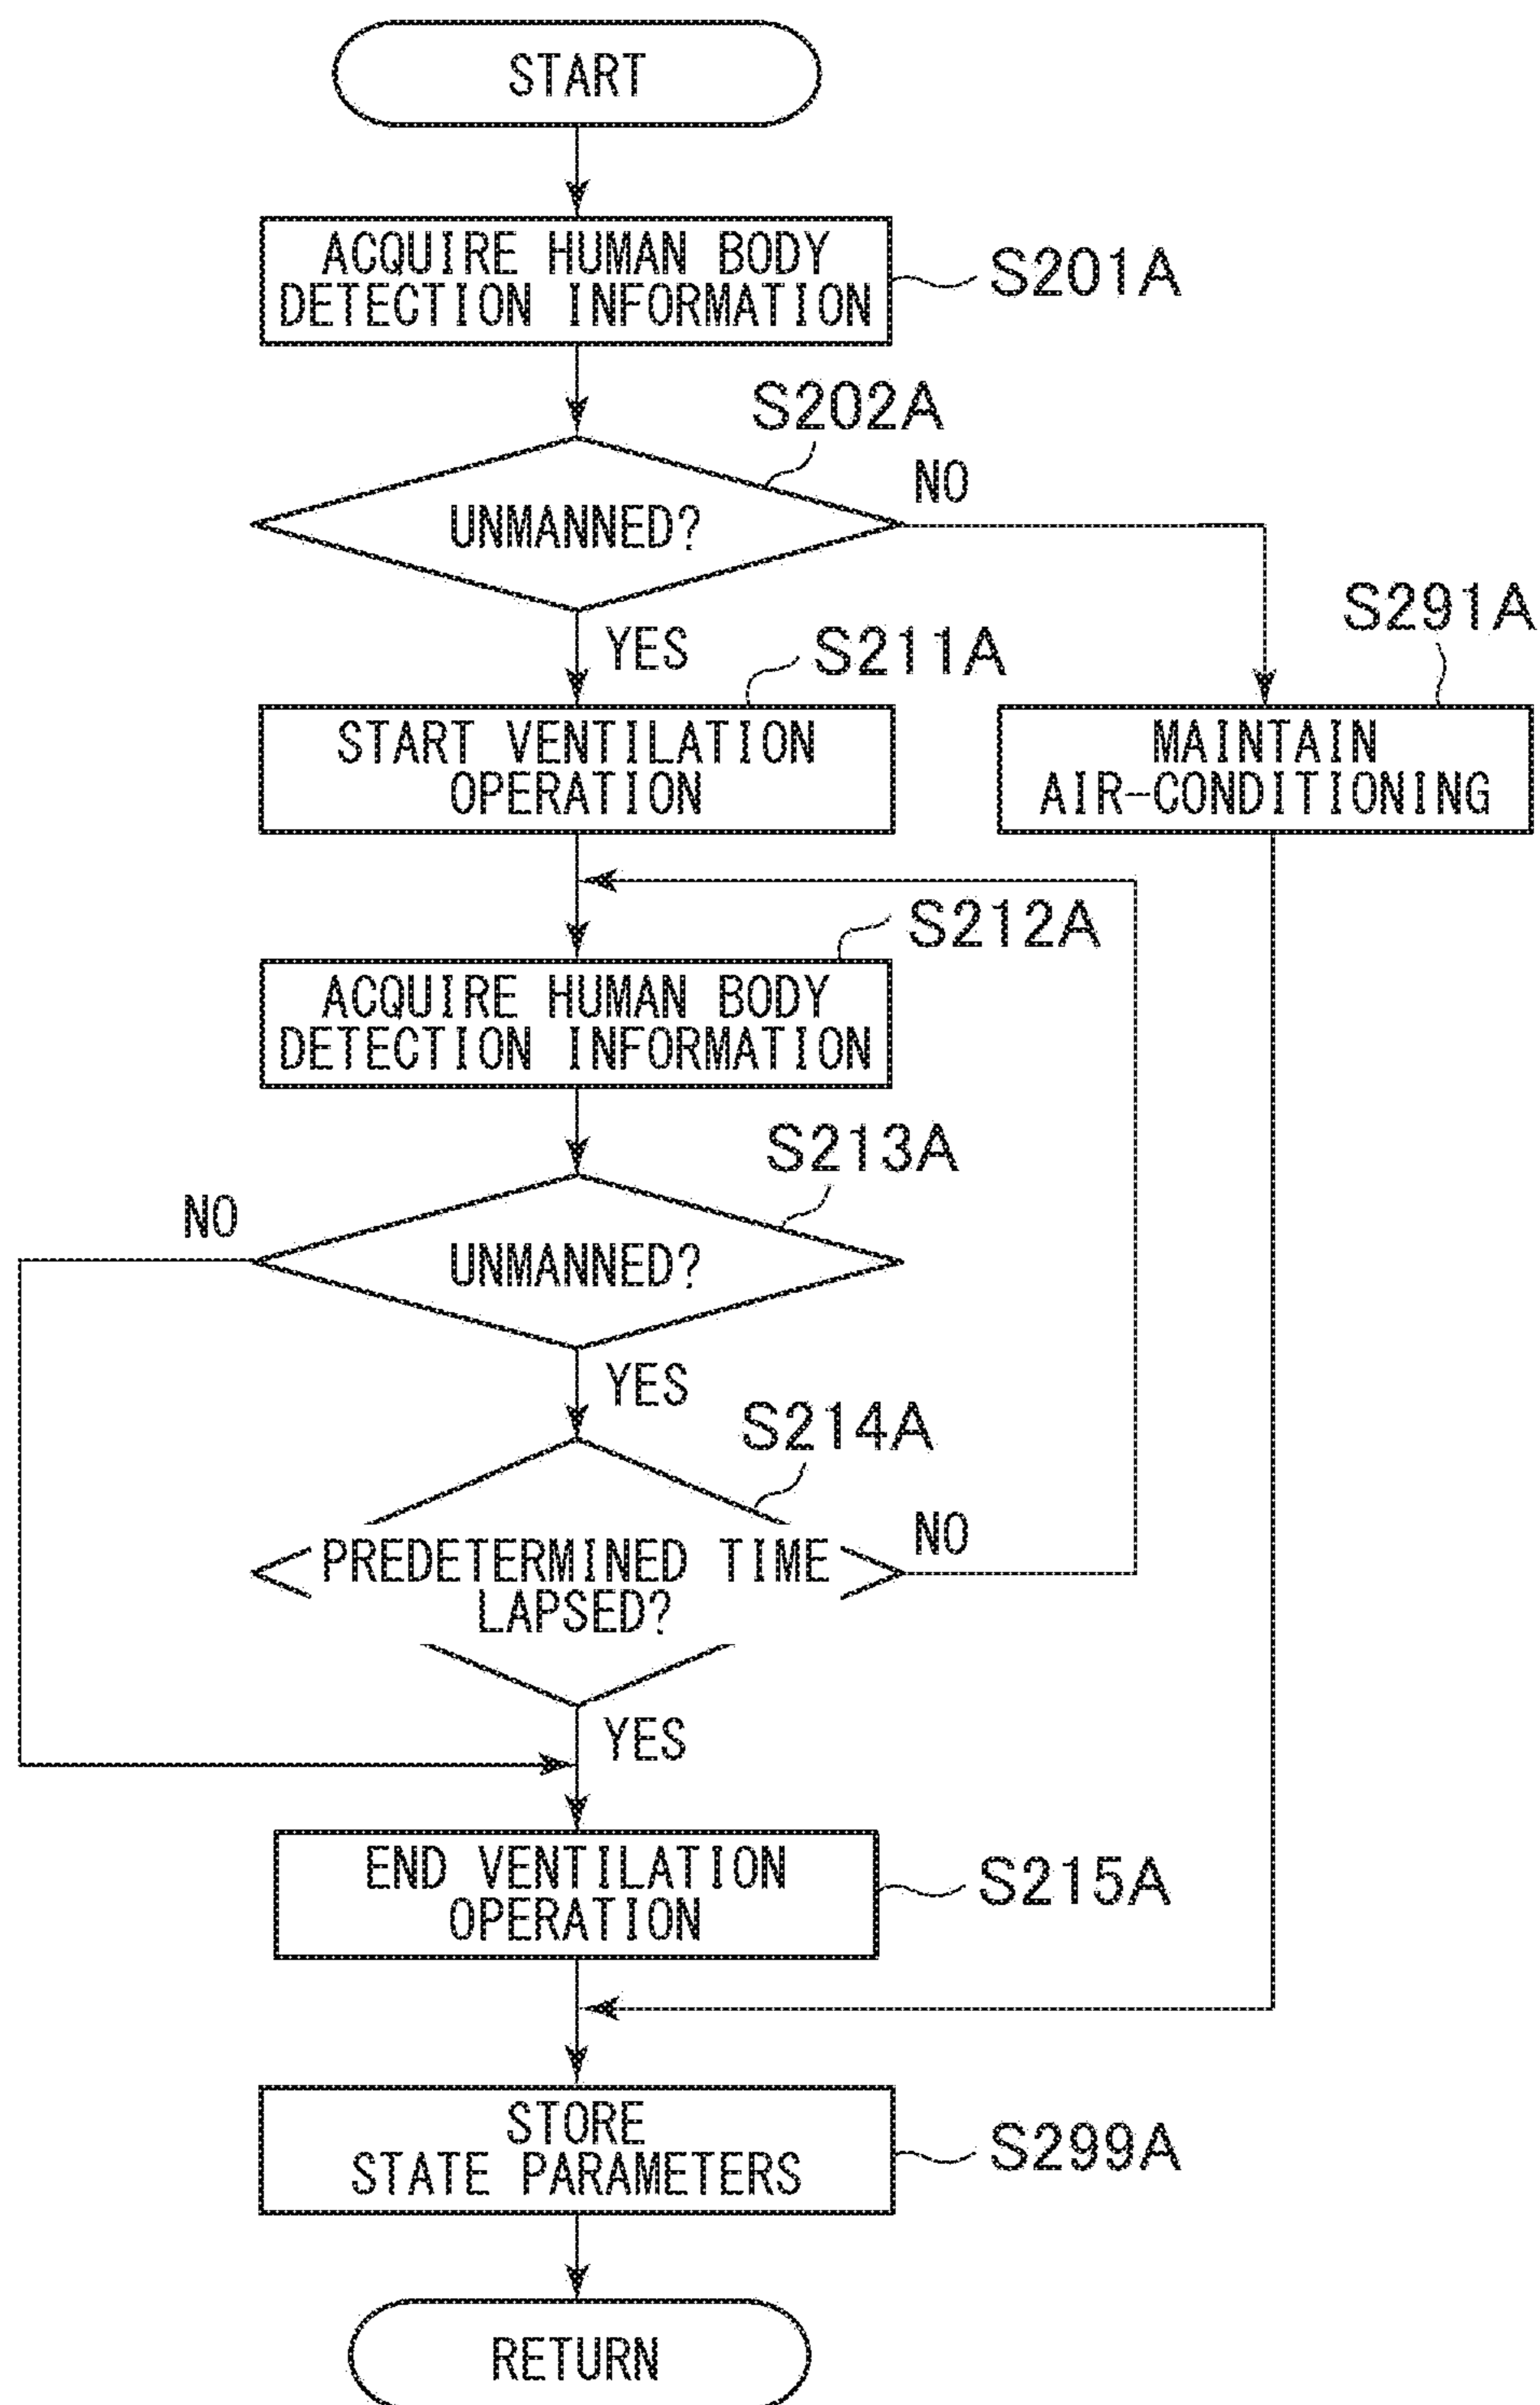 START
ACQUIRE HUMAN BODY
DETECTION INFORMATION
S201A
S202A
UNMANNED?
NO
YES
S211A
S291A
START VENTILATION
OPERATION
MAINTAIN
AIR-CONDITIONING
S212A
ACQUIRE HUMAN BODY
DETECTION INFORMATION
S213A
NO
UNMANNED?
YES
S214A
PREDETERMINED TIME
LAPSED?
NO
YES
END VENTILATION
OPERATION
S215A
STORE
STATE PARAMETERS
S299A
RETURN